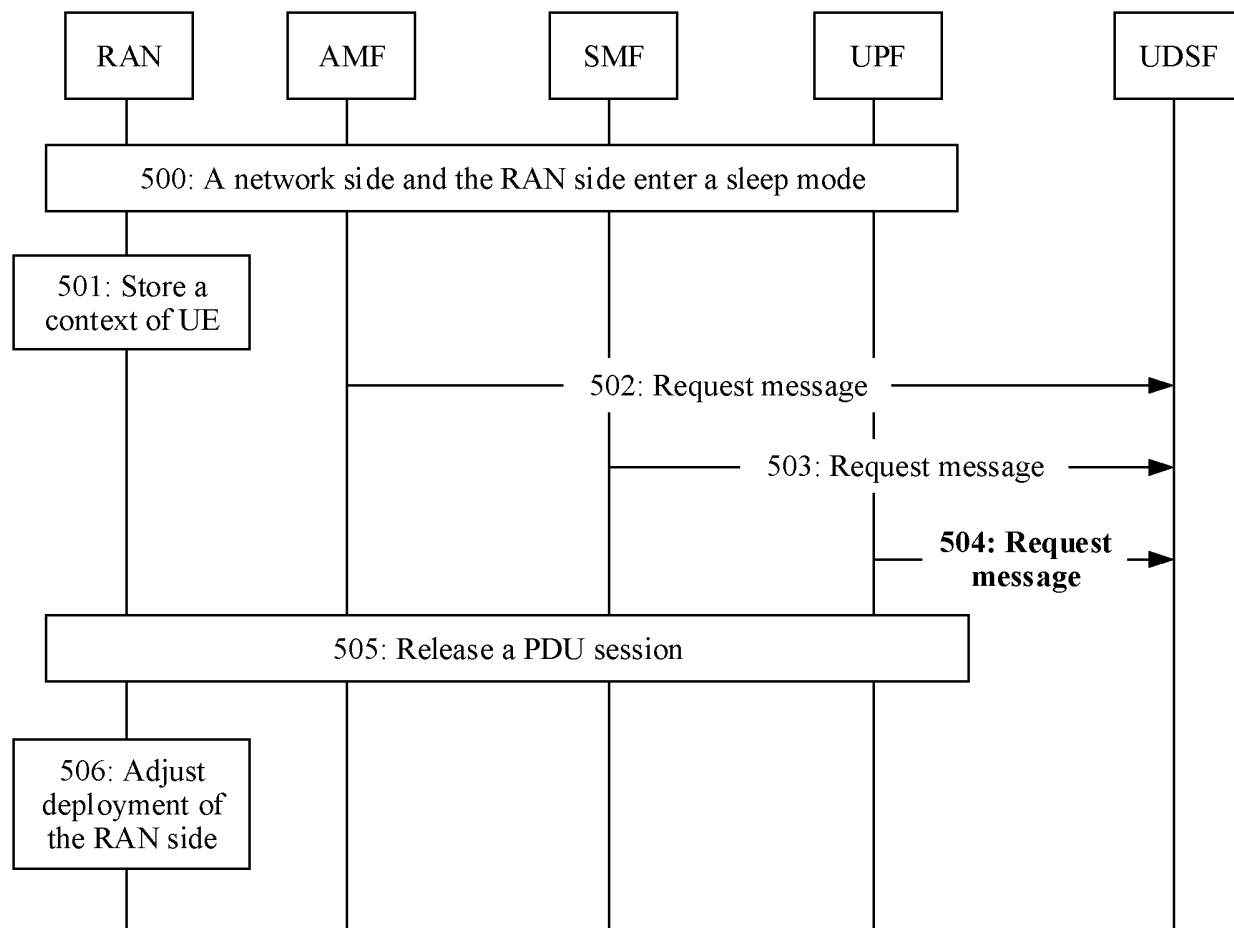 RAN
AMF
SMF
UPF
UDSF
500: A network side and the RAN side enter a sleep mode
501: Store a
context of UE
502: Request message
503: Request message
504: Request
message
505: Release a PDU session
506: Adjust
deployment of
the RAN side